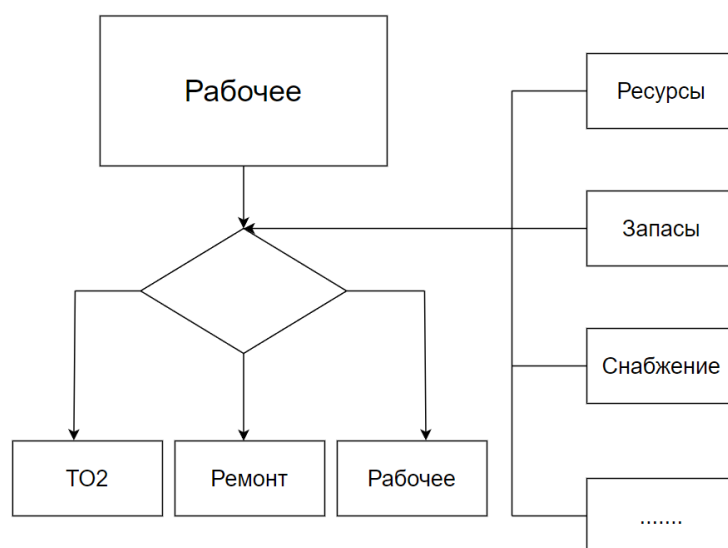 Рабочее
Ресурсы
Запасы
Снабжение
ТО2
Ремонт
Рабочее
.......